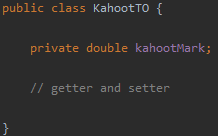 public class KahootTO {
private double kahootMark;
// getter and setter
}